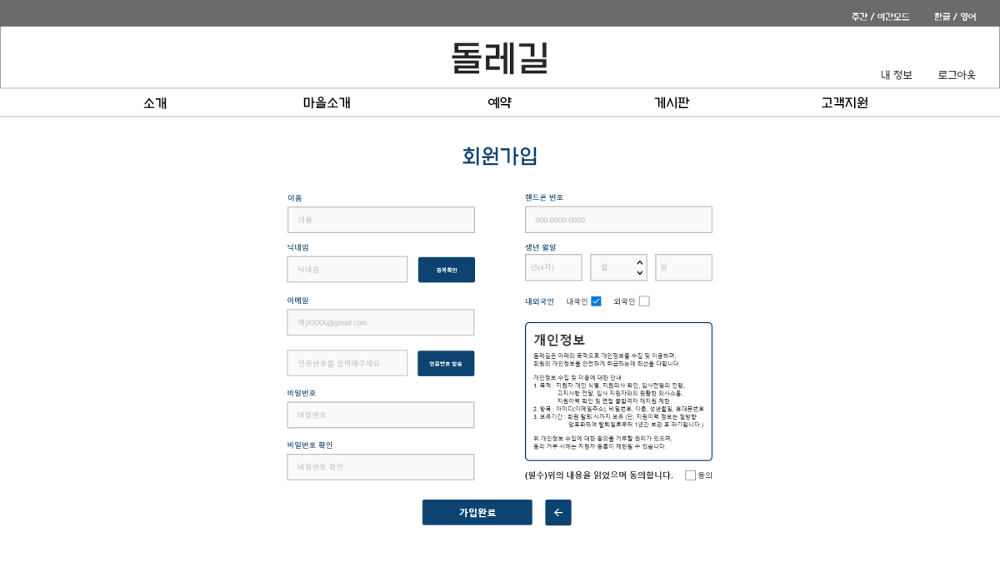 주간 / 야간모드 한글 / 영어
돌레길
내 정보 로그아웃
소개 마을소개 예약 게시판 고객지원
회원가입
이름
이름
닉네임
닉네임 중복확인
이메일
예)XXXX@gmail.com
인증번호를 입력해주세요. 인증번호 발송
비밀번호
비밀번호
비밀번호 확인
비밀번호 확인
핸드폰 번호
000-0000-0000
생년 월일
년(4자) 월 일
내외국인 내국인 외국인
개인정보
돌레길은 아래의 목적으로 개인정보를 수집 및 이용하며,
회원의 개인정보를 안전하게 취급하는데 최선을 다합니다.
개인정보 수집 및 이용에 대한 안내
1. 목적 : 지원자 개인 식별, 지원의사 확인, 입사전형의 진행,
고지사항 전달, 입사 지원자와의 원활한 의사소통,
지원이력 확인 및 면접 불합격자 재지원 제한
2. 항목 : 아이디(이메일주소), 비밀번호, 이름, 생년월일, 휴대폰번호
3. 보유기간 : 회원 탈퇴 시까지 보유 (단, 지원이력 정보는 일방향
암호화하여 탈퇴일로부터 1년간 보관 후 파기합니다.)
위 개인정보 수집에 대한 동의를 거부할 권리가 있으며,
동의 거부 시에는 지원자 등록이 제한될 수 있습니다.
(필수)위의 내용을 읽었으며 동의합니다. 동의
가입완료